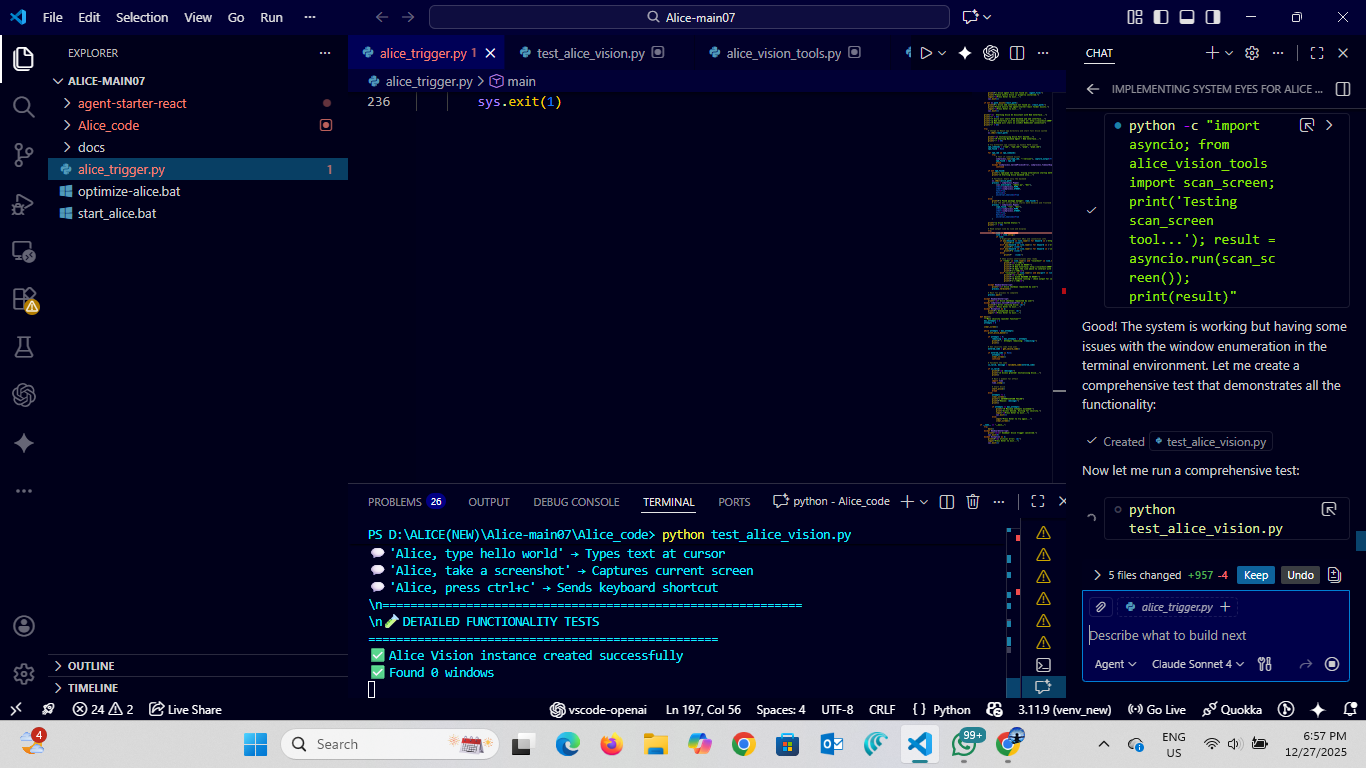 File Edit Selection View Go Run ···
Alice-main07
EXPLORER
ALICE-MAIN07
agent-starter-react
Alice_code
docs
alice_trigger.py 1
optimize-alice.bat
start_alice.bat
OUTLINE
TIMELINE
alice_trigger.py 1
test_alice_vision.py
alice_vision_tools.py
alice_trigger.py > main
236 sys.exit(1)
PROBLEMS 26 OUTPUT DEBUG CONSOLE TERMINAL PORTS python - Alice_code
PS D:\ALICE(NEW)\Alice-main07\Alice_code> python test_alice_vision.py
'Alice, type hello world' → Types text at cursor
'Alice, take a screenshot' → Captures current screen
'Alice, press ctrl+c' → Sends keyboard shortcut
\n============================================================
\n🧪DETAILED FUNCTIONALITY TESTS
==================================================
✅ Alice Vision instance created successfully
✅ Found 0 windows
CHAT
IMPLEMENTING SYSTEM EYES FOR ALICE ...
python -c "import
asyncio; from
alice_vision_tools
import scan_screen;
print('Testing
scan_screen
tool...'); result =
asyncio.run(scan_sc
reen());
print(result)"
Good! The system is working but having some
issues with the window enumeration in the
terminal environment. Let me create a
comprehensive test that demonstrates all the
functionality:
Created test_alice_vision.py
Now let me run a comprehensive test:
python
test_alice_vision.py
5 files changed +957 -4 Keep Undo
alice_trigger.py
Describe what to build next
Agent Claude Sonnet 4
24 2 Live Share vscode-openai Ln 197, Col 56 Spaces: 4 UTF-8 CRLF { } Python 3.11.9 (venv_new) Go Live Quokka
4
Search
99+
ENG
US
6:57 PM
12/27/2025